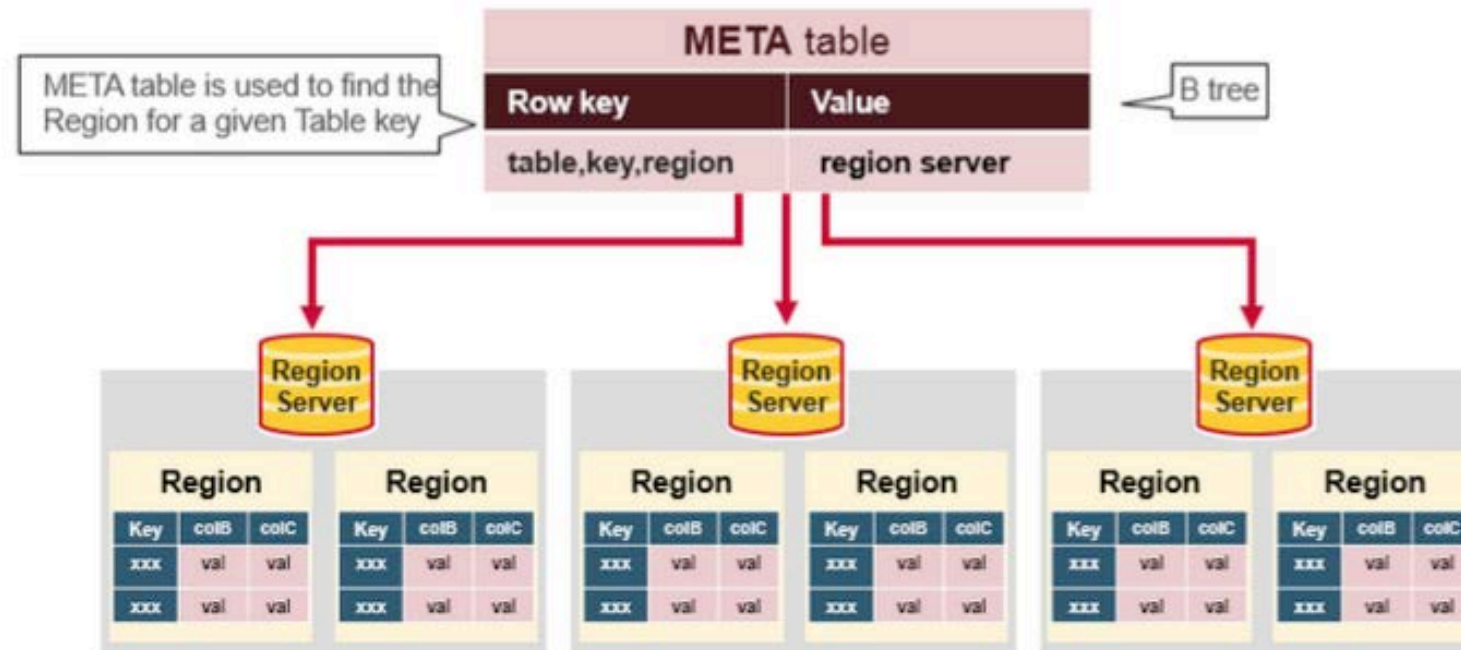 META table
META table is used to find the
Region for a given Table key
Row key Value
B tree
table,key,region region server
Region
Server
Region
Server
Region
Server
Region Region Region Region Region Region
Key colB colC Key colB colC Key colB colC Key colB colC Key colB colC Key colB colC
xxx val val xxx val val xxx val val xxx val val xxx val val xxx val val
xxx val val xxx val val xxx val val xxx val val xxx val val xxx val val